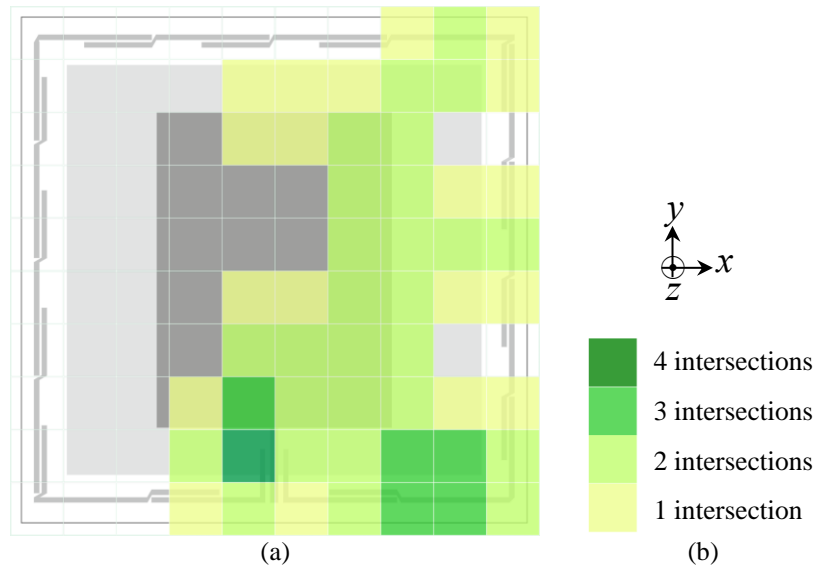 y
x
z
4 intersections
3 intersections
2 intersections
1 intersection
(a)
(b)